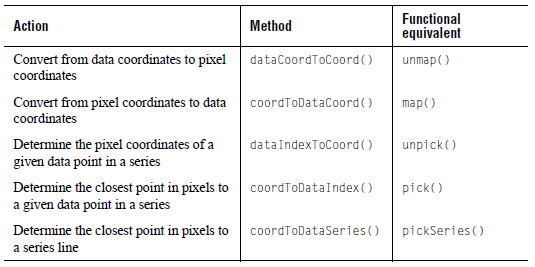 Action Method Functional equivalent
Convert from data coordinates to pixel coordinates dataCoordToCoord() unmap()
Convert from pixel coordinates to data coordinates coordToDataCoord() map()
Determine the pixel coordinates of a given data point in a series dataIndexToCoord() unpick()
Determine the closest point in pixels to a given data point in a series coordToDataIndex() pick()
Determine the closest point in pixels to a series line coordToDataSeries() pickSeries()